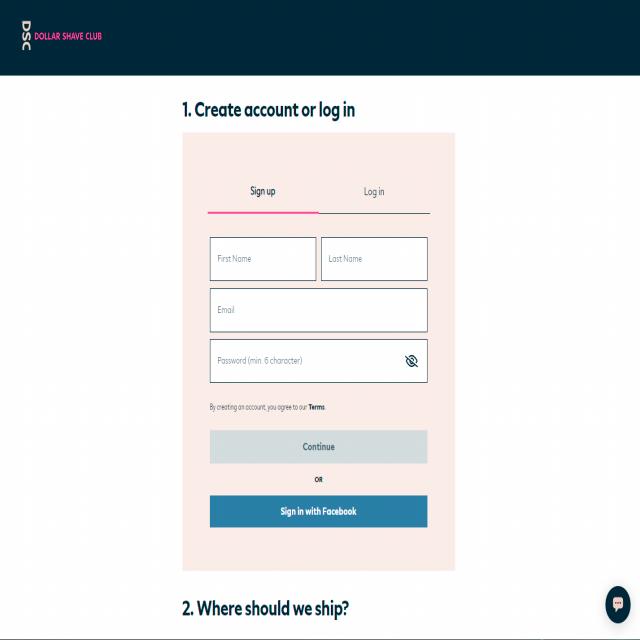 DSC
DOLLAR SHAVE CLUB
1. Create account or log in
Sign up
Log in
First Name
Last Name
Email
Password (min. 6 character)
By creating an account, you agree to our Terms.
Continue
OR
Sign in with Facebook
2. Where should we ship?